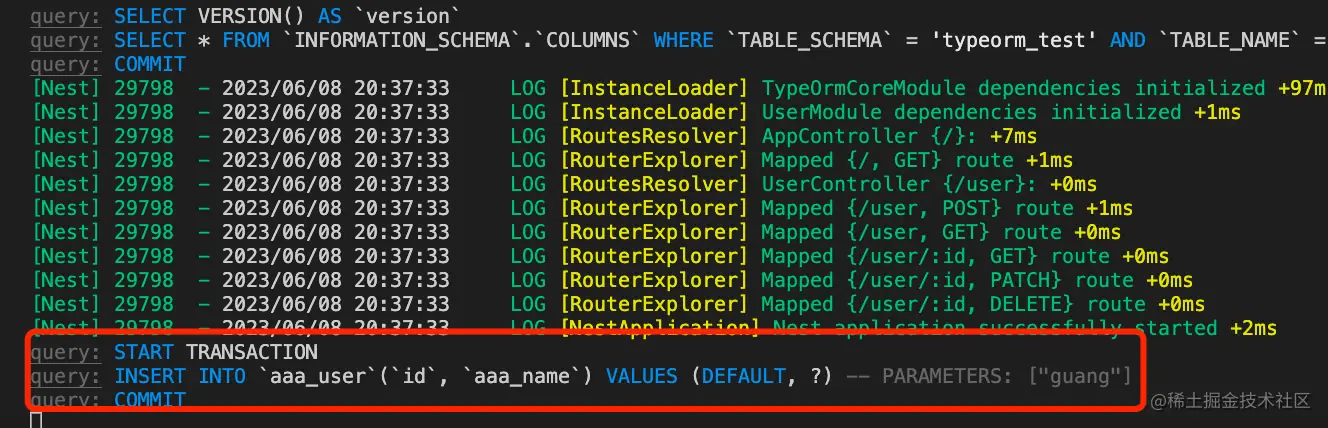 query: SELECT VERSION() AS `version`
query: SELECT * FROM `INFORMATION_SCHEMA`.`COLUMNS` WHERE `TABLE_SCHEMA` = 'typeorm_test' AND `TABLE_NAME` =
query: COMMIT
[Nest] 29798  - 2023/06/08 20:37:33     LOG [InstanceLoader] TypeOrmCoreModule dependencies initialized +97m
[Nest] 29798  - 2023/06/08 20:37:33     LOG [InstanceLoader] UserModule dependencies initialized +1ms
[Nest] 29798  - 2023/06/08 20:37:33     LOG [RoutesResolver] AppController {/}: +7ms
[Nest] 29798  - 2023/06/08 20:37:33     LOG [RouterExplorer] Mapped {/, GET} route +1ms
[Nest] 29798  - 2023/06/08 20:37:33     LOG [RoutesResolver] UserController {/user}: +0ms
[Nest] 29798  - 2023/06/08 20:37:33     LOG [RouterExplorer] Mapped {/user, POST} route +1ms
[Nest] 29798  - 2023/06/08 20:37:33     LOG [RouterExplorer] Mapped {/user, GET} route +0ms
[Nest] 29798  - 2023/06/08 20:37:33     LOG [RouterExplorer] Mapped {/user/:id, GET} route +0ms
[Nest] 29798  - 2023/06/08 20:37:33     LOG [RouterExplorer] Mapped {/user/:id, PATCH} route +0ms
[Nest] 29798  - 2023/06/08 20:37:33     LOG [RouterExplorer] Mapped {/user/:id, DELETE} route +0ms
[Nest] 29798  - 2023/06/08 20:37:33     LOG [NestApplication] Nest application successfully started +2ms
query: START TRANSACTION
query: INSERT INTO `aaa_user`(`id`, `aaa_name`) VALUES (DEFAULT, ?) -- PARAMETERS: ["guang"]
query: COMMIT
@稀土掘金技术社区